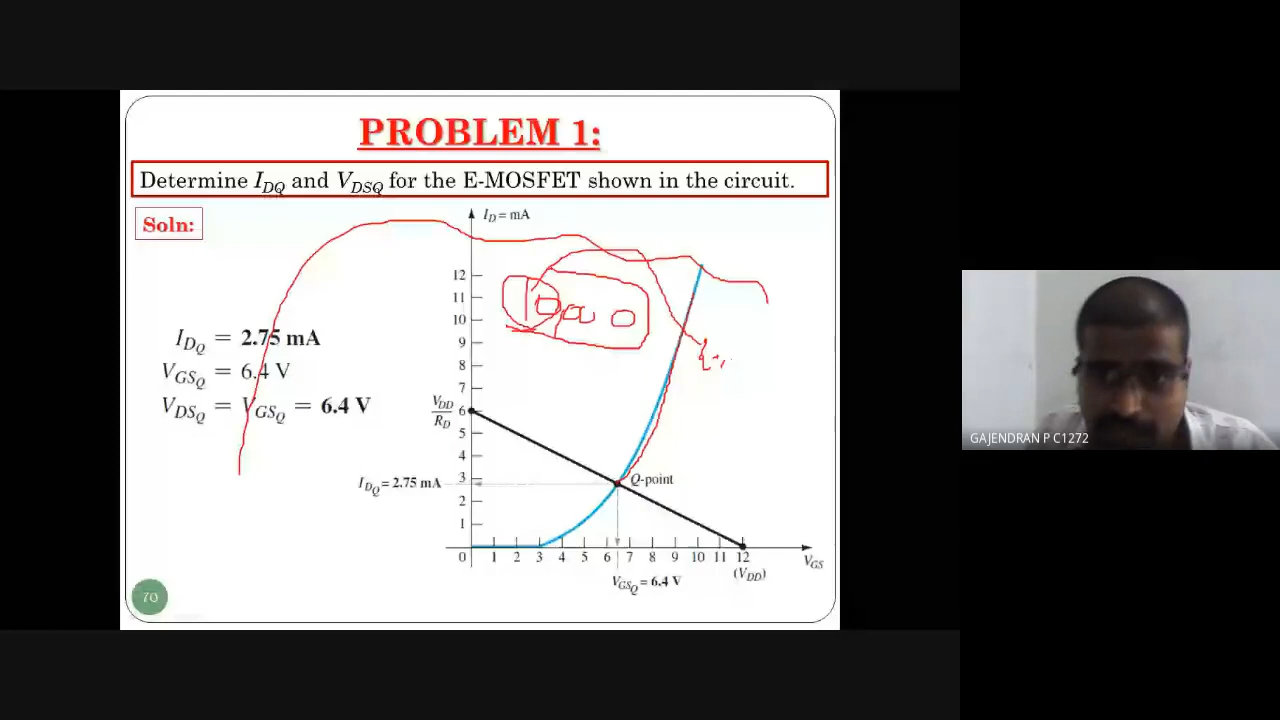 PROBLEM 1:
Determine I_DQ and V_DSQ for the E-MOSFET shown in the circuit.
Soln:
I_DQ = 2.75 mA
V_GSQ = 6.4 V
V_DSQ = V_GSQ = 6.4 V
I_D = mA
12
11
10
9
8
7
V_DD/R_D 6
5
4
3
I_DQ = 2.75 mA
Q-point
2
1
0 1 2 3 4 5 6 7 8 9 10 11 12
V_GS
V_GSQ = 6.4 V
(V_DD)
70
GAJENDRAN P C1272